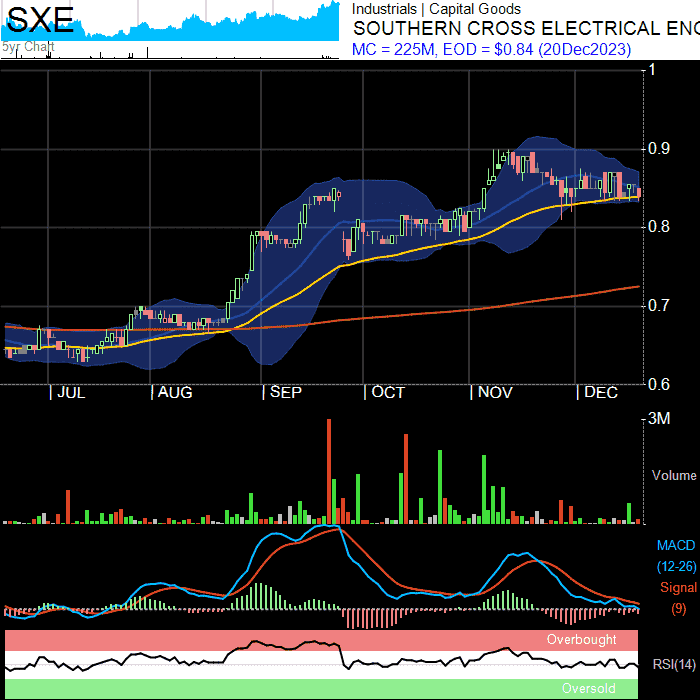 SXE
5yr Chart
Industrials | Capital Goods
SOUTHERN CROSS ELECTRICAL ENG
MC = 225M, EOD = $0.84 (20Dec2023)
1
0.9
0.8
0.7
0.6
JUL AUG SEP OCT NOV DEC
3M
Volume
MACD
(12-26)
Signal
(9)
Overbought
RSI(14)
Oversold